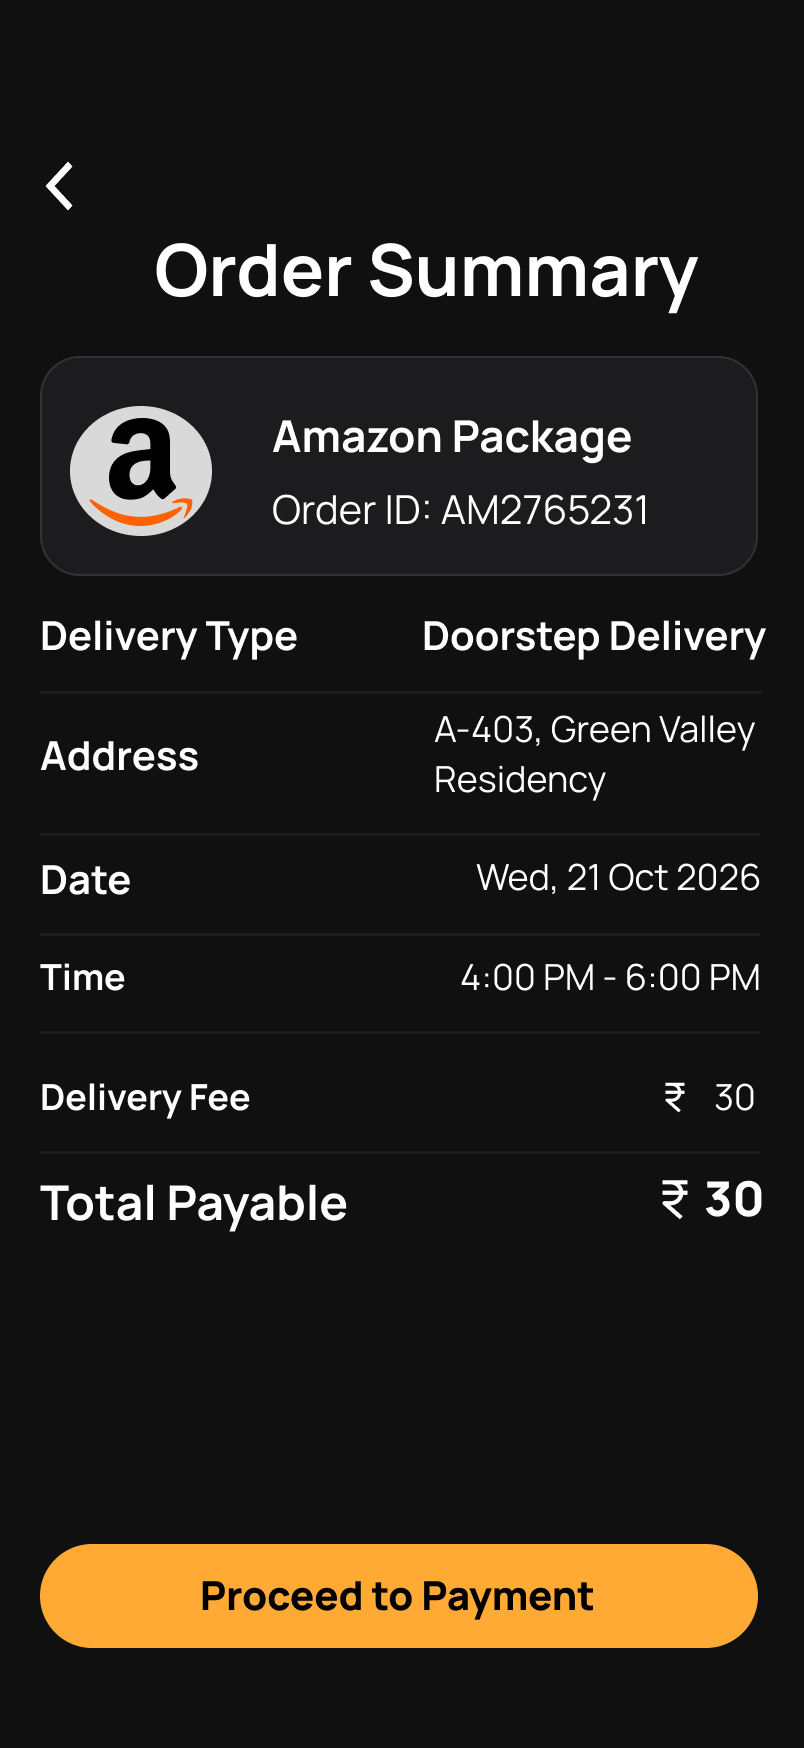 Order Summary
a
Amazon Package
Order ID: AM2765231
Delivery Type Doorstep Delivery
Address A-403, Green Valley
Residency
Date Wed, 21 Oct 2026
Time 4:00 PM - 6:00 PM
Delivery Fee ₹ 30
Total Payable ₹ 30
Proceed to Payment